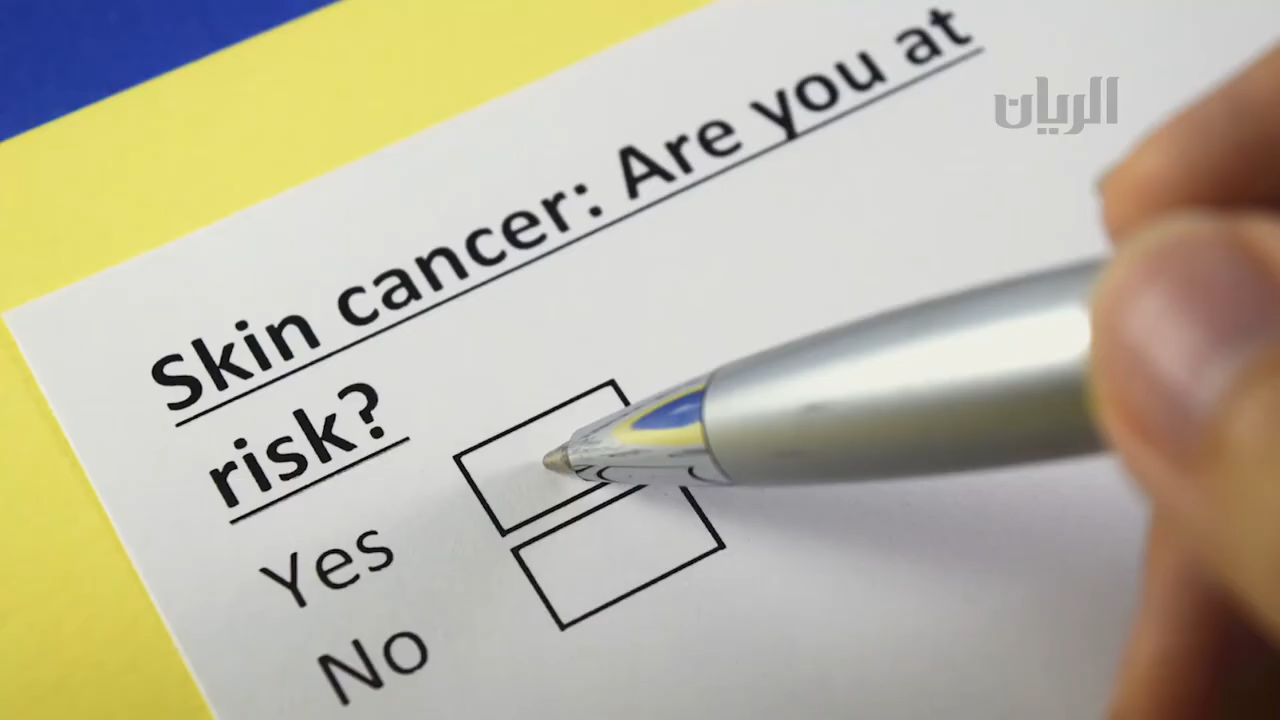 Skin cancer: Are you at
risk?
Yes
No
الريان